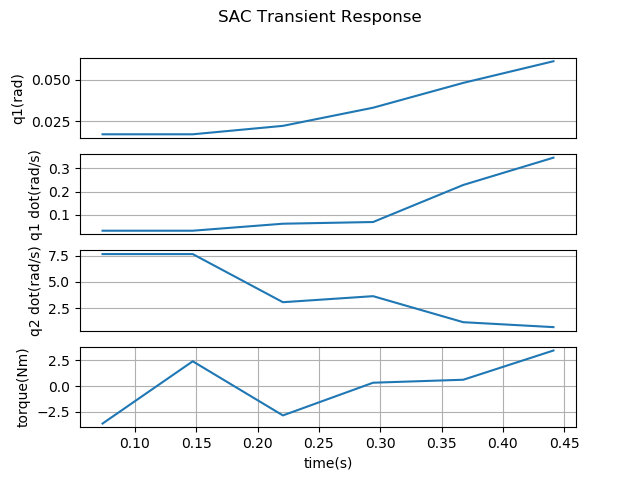 SAC Transient Response
q1(rad)
0.050
0.025
q1 dot(rad/s)
0.3
0.2
0.1
q2 dot(rad/s)
7.5
5.0
2.5
torque(Nm)
2.5
0.0
−2.5
0.10 0.15 0.20 0.25 0.30 0.35 0.40 0.45
time(s)